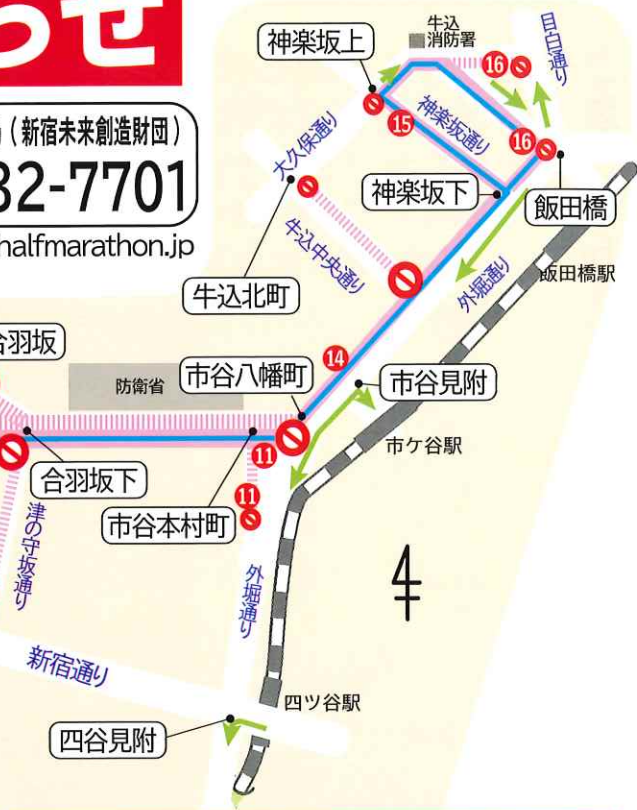 らせ
(新宿未来創造財団)
32-7701
halfmarathon.jp
神楽坂上
牛込
消防署
目白通り
16
16
15
神楽坂通り
大久保通り
神楽坂下
飯田橋
牛込中央通り
外堀通り
飯田橋駅
牛込北町
合羽坂
防衛省
市谷八幡町
14
市谷見附
市ケ谷駅
11
合羽坂下
11
市谷本村町
津の守坂通り
外堀通り
新宿通り
四ツ谷駅
四谷見附